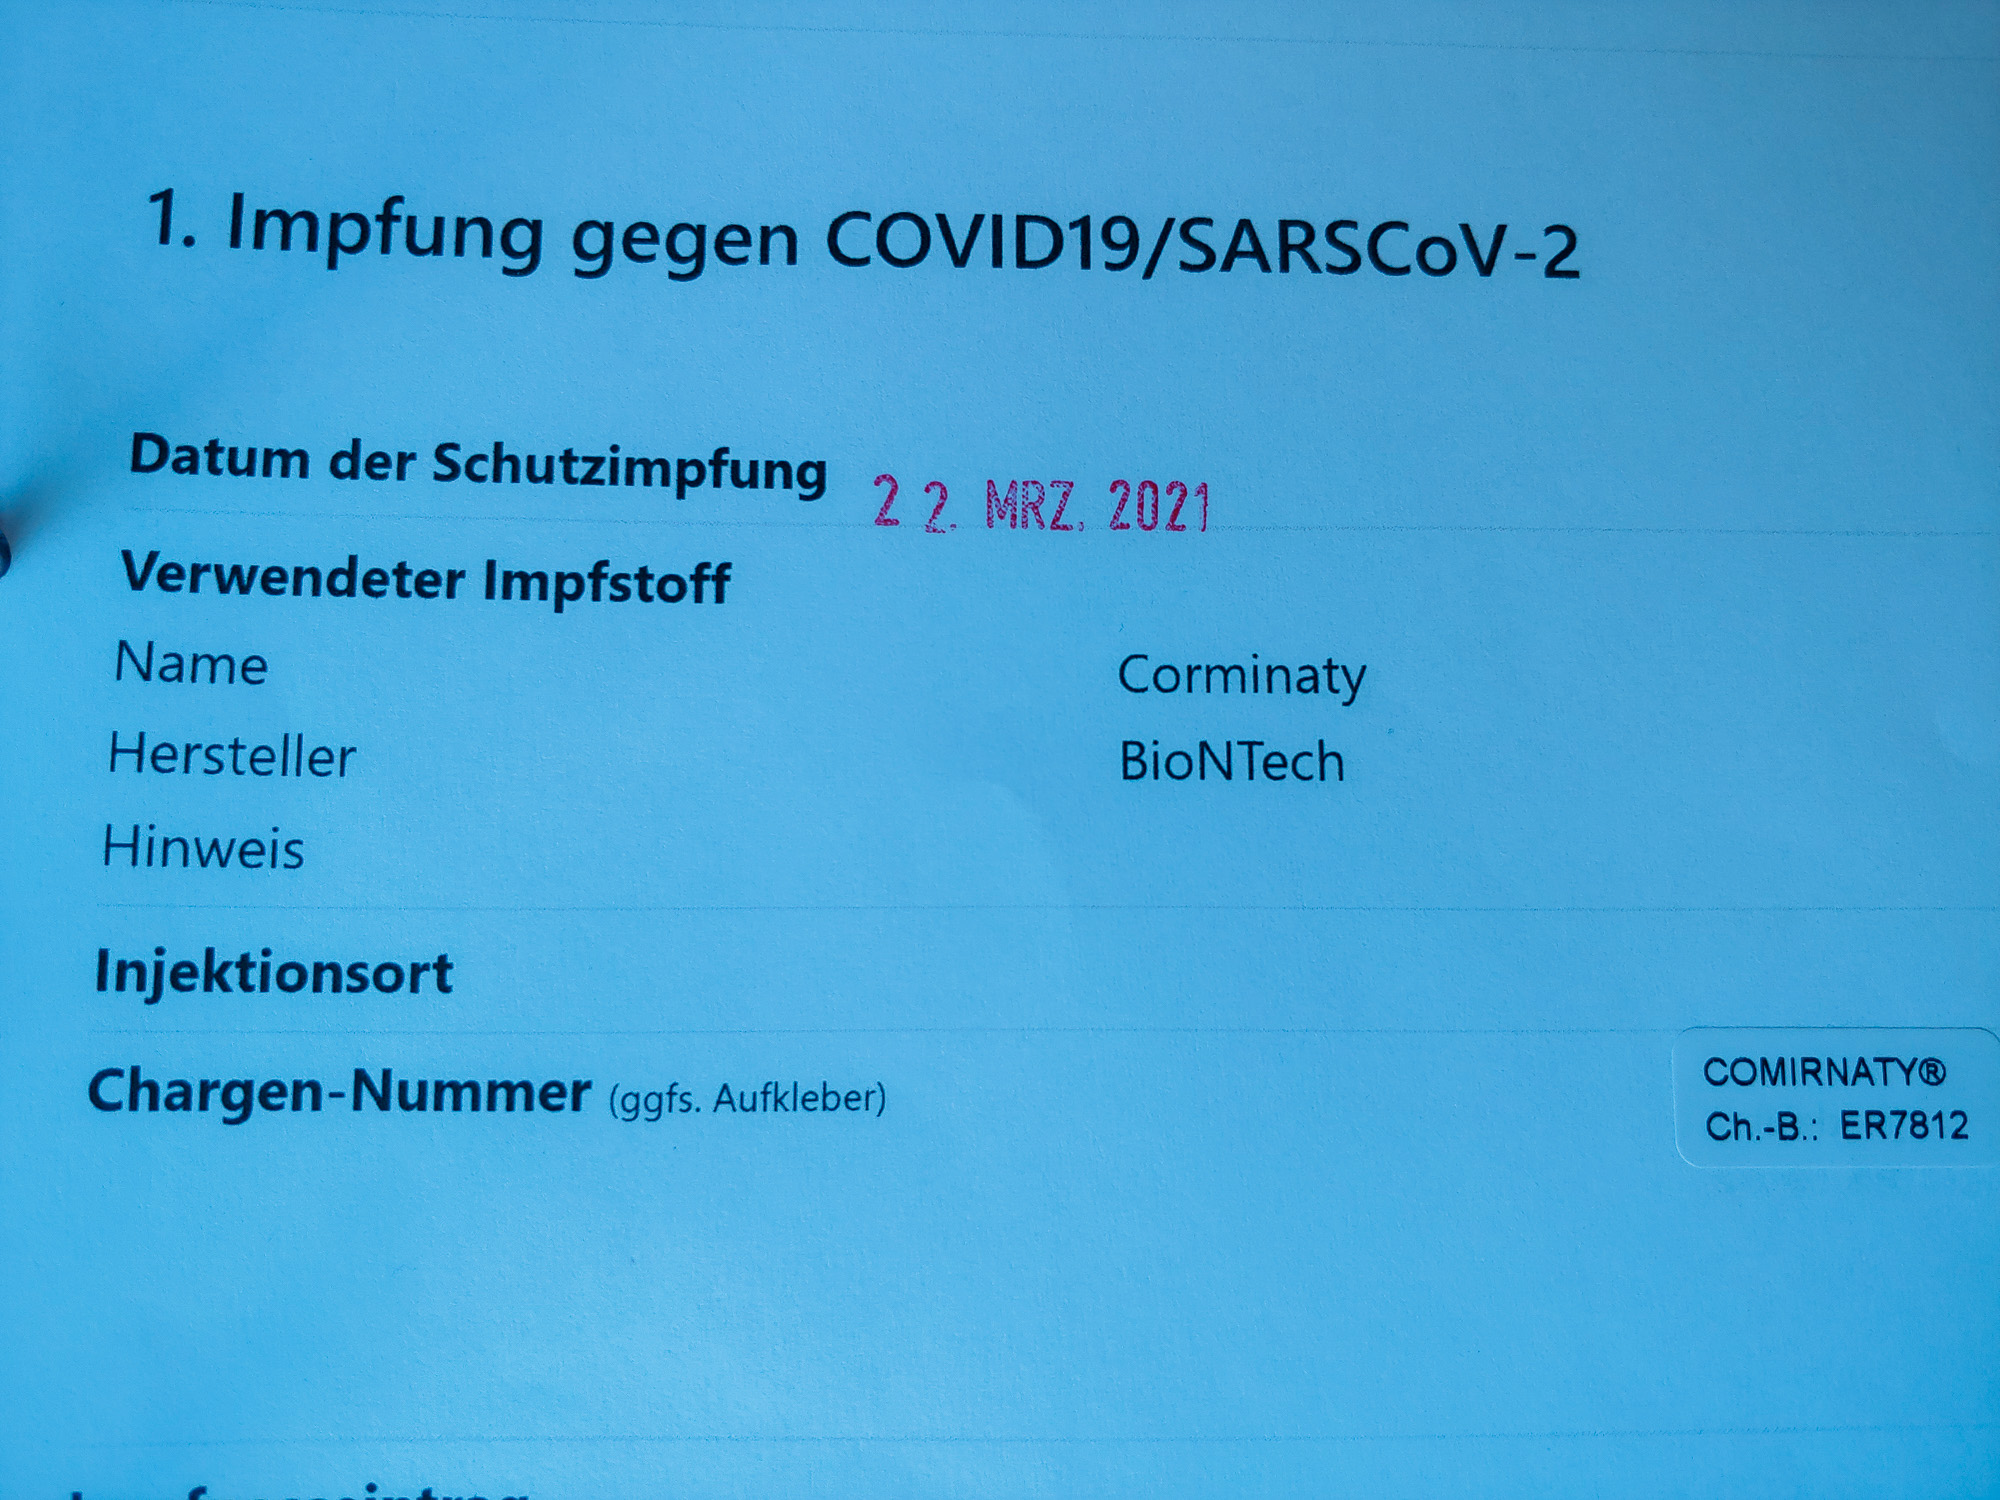 1. Impfung gegen COVID19/SARSCoV-2
Datum der Schutzimpfung 22. MRZ. 2021
Verwendeter Impfstoff
Name Corminaty
Hersteller BioNTech
Hinweis
Injektionsort
Chargen-Nummer (ggfs. Aufkleber)
COMIRNATY®
Ch.-B.: ER7812